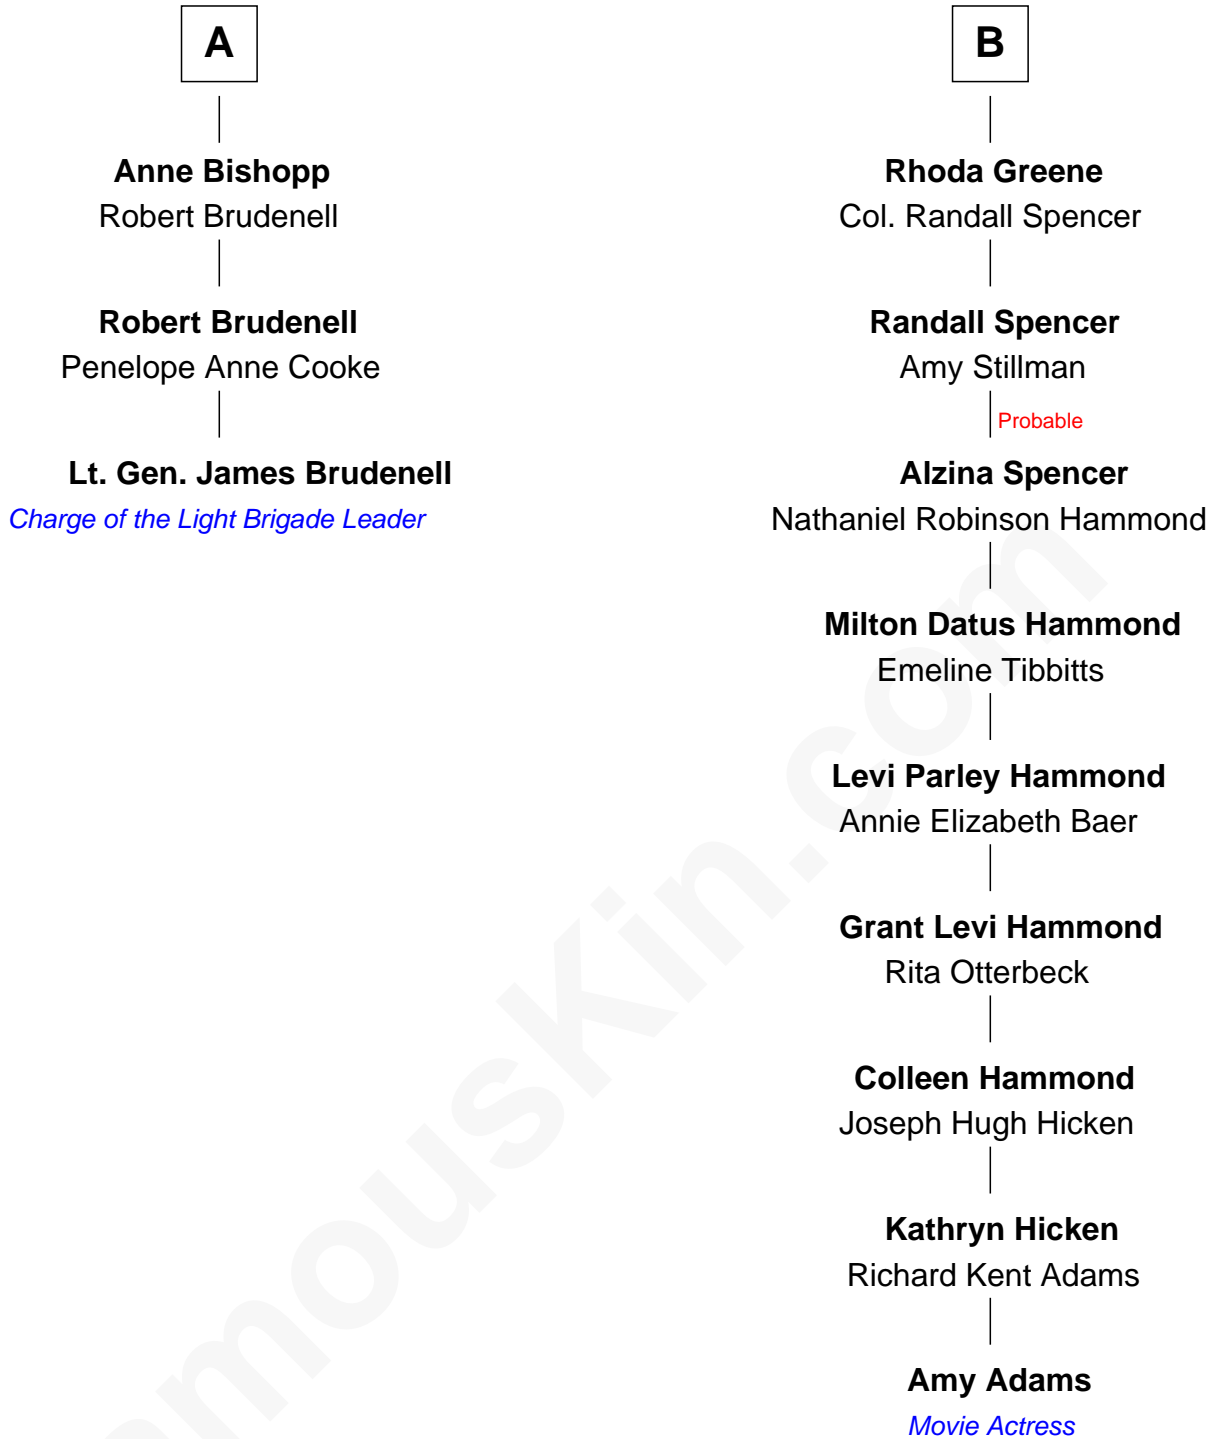 A
Anne Bishopp
Robert Brudenell
Robert Brudenell
Penelope Anne Cooke
Lt. Gen. James Brudenell
Charge of the Light Brigade Leader
B
Rhoda Greene
Col. Randall Spencer
Randall Spencer
Amy Stillman
Probable
Alzina Spencer
Nathaniel Robinson Hammond
Milton Datus Hammond
Emeline Tibbitts
Levi Parley Hammond
Annie Elizabeth Baer
Grant Levi Hammond
Rita Otterbeck
Colleen Hammond
Joseph Hugh Hicken
Kathryn Hicken
Richard Kent Adams
Amy Adams
Movie Actress
amouskin.com